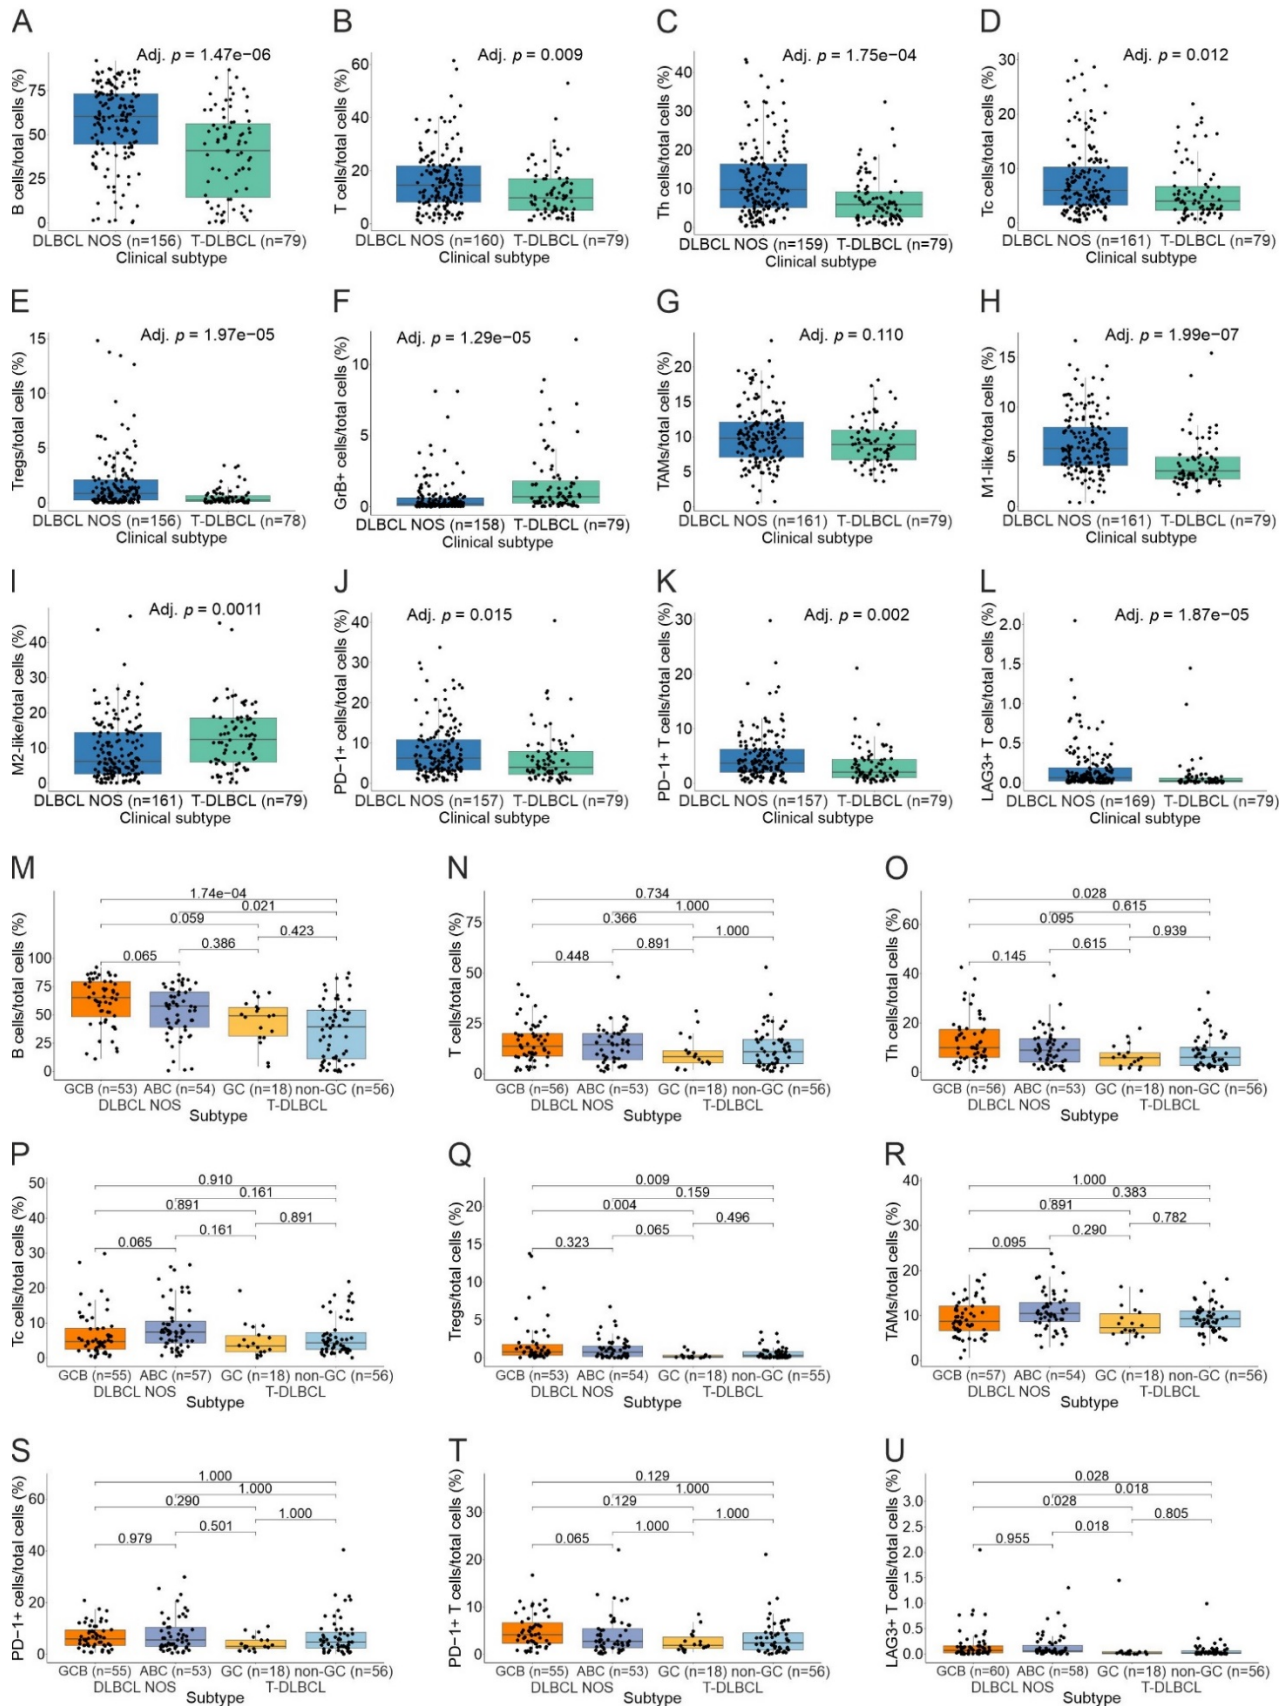 A
B
C
D
Adj. p = 1.47e−06
Adj. p = 0.009
Adj. p = 1.75e−04
Adj. p = 0.012
B cells/total cells (%)
75
50
25
0
T cells/total cells (%)
60
40
20
0
Th cells/total cells (%)
40
30
20
10
0
Tc cells/total cells (%)
30
20
10
0
DLBCL NOS (n=156) T-DLBCL (n=79)
DLBCL NOS (n=160) T-DLBCL (n=79)
DLBCL NOS (n=159) T-DLBCL (n=79)
DLBCL NOS (n=161) T-DLBCL (n=79)
Clinical subtype
Clinical subtype
Clinical subtype
Clinical subtype
E
F
G
H
Adj. p = 1.97e−05
Adj. p = 1.29e−05
Adj. p = 0.110
Adj. p = 1.99e−07
Tregs/total cells (%)
15
10
5
0
GrB+ cells/total cells (%)
10
5
0
TAMs/total cells (%)
20
15
10
5
0
M1-like/total cells (%)
15
10
5
0
DLBCL NOS (n=156) T-DLBCL (n=78)
DLBCL NOS (n=158) T-DLBCL (n=79)
DLBCL NOS (n=161) T-DLBCL (n=79)
DLBCL NOS (n=161) T-DLBCL (n=79)
Clinical subtype
Clinical subtype
Clinical subtype
Clinical subtype
I
J
K
L
Adj. p = 0.0011
Adj. p = 0.015
Adj. p = 0.002
Adj. p = 1.87e−05
M2-like/total cells (%)
40
30
20
10
0
PD−1+ cells/total cells (%)
40
30
20
10
0
PD−1+ T cells/total cells (%)
30
20
10
0
LAG3+ T cells/total cells (%)
2.0
1.5
1.0
0.5
0.0
DLBCL NOS (n=161) T-DLBCL (n=79)
DLBCL NOS (n=157) T-DLBCL (n=79)
DLBCL NOS (n=157) T-DLBCL (n=79)
DLBCL NOS (n=169) T-DLBCL (n=79)
Clinical subtype
Clinical subtype
Clinical subtype
Clinical subtype
M
1.74e−04
0.021
0.059
0.386
0.423
0.065
B cells/total cells (%)
100
75
50
25
0
GCB (n=53) ABC (n=54) GC (n=18) non-GC (n=56)
DLBCL NOS T-DLBCL
Subtype
N
0.734
1.000
0.366
0.891
1.000
0.448
T cells/total cells (%)
75
50
25
0
GCB (n=56) ABC (n=53) GC (n=18) non-GC (n=56)
DLBCL NOS T-DLBCL
Subtype
O
0.028
0.615
0.095
0.615
0.939
0.145
Th cells/total cells (%)
60
40
20
0
GCB (n=56) ABC (n=53) GC (n=18) non-GC (n=56)
DLBCL NOS T-DLBCL
Subtype
P
0.910
0.161
0.891
0.161
0.891
0.065
Tc cells/total cells (%)
50
40
30
20
10
0
GCB (n=55) ABC (n=57) GC (n=18) non-GC (n=56)
DLBCL NOS T-DLBCL
Subtype
Q
0.009
0.159
0.004
0.065
0.496
0.323
Tregs/total cells (%)
20
15
10
5
0
GCB (n=53) ABC (n=54) GC (n=18) non-GC (n=55)
DLBCL NOS T-DLBCL
Subtype
R
1.000
0.383
0.891
0.290
0.782
0.095
TAMs/total cells (%)
40
30
20
10
0
GCB (n=57) ABC (n=54) GC (n=18) non-GC (n=56)
DLBCL NOS T-DLBCL
Subtype
S
1.000
1.000
0.290
0.501
1.000
0.979
PD−1+ cells/total cells (%)
60
40
20
0
GCB (n=55) ABC (n=53) GC (n=18) non-GC (n=56)
DLBCL NOS T-DLBCL
Subtype
T
0.129
1.000
0.129
1.000
1.000
0.065
PD−1+ T cells/total cells (%)
30
20
10
0
GCB (n=55) ABC (n=53) GC (n=18) non-GC (n=56)
DLBCL NOS T-DLBCL
Subtype
U
0.028
0.018
0.028
0.018
0.805
0.955
LAG3+ T cells/total cells (%)
3.0
2.5
2.0
1.5
1.0
0.5
0.0
GCB (n=60) ABC (n=58) GC (n=18) non-GC (n=56)
DLBCL NOS T-DLBCL
Subtype